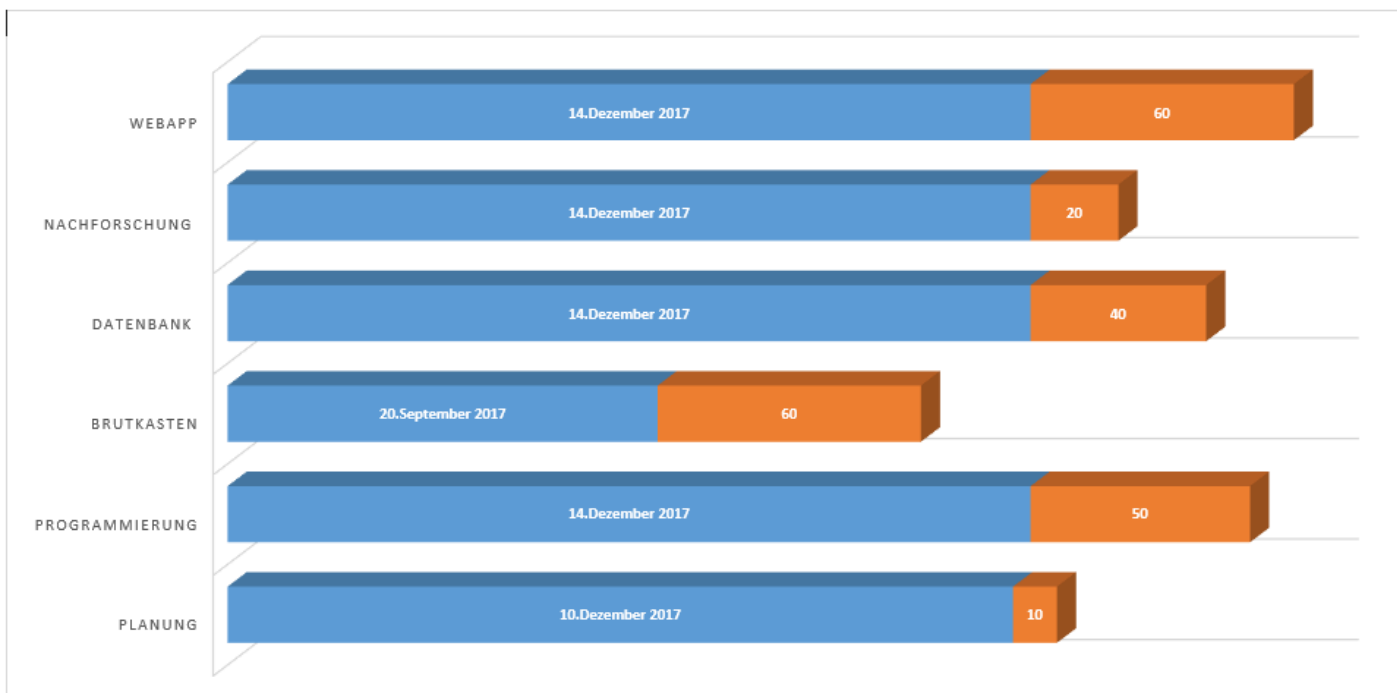 WEBAPP
14.Dezember 2017
60
NACHFORSCHUNG
14.Dezember 2017
20
DATENBANK
14.Dezember 2017
40
BRUTKASTEN
20.September 2017
60
PROGRAMMIERUNG
14.Dezember 2017
50
PLANUNG
10.Dezember 2017
10